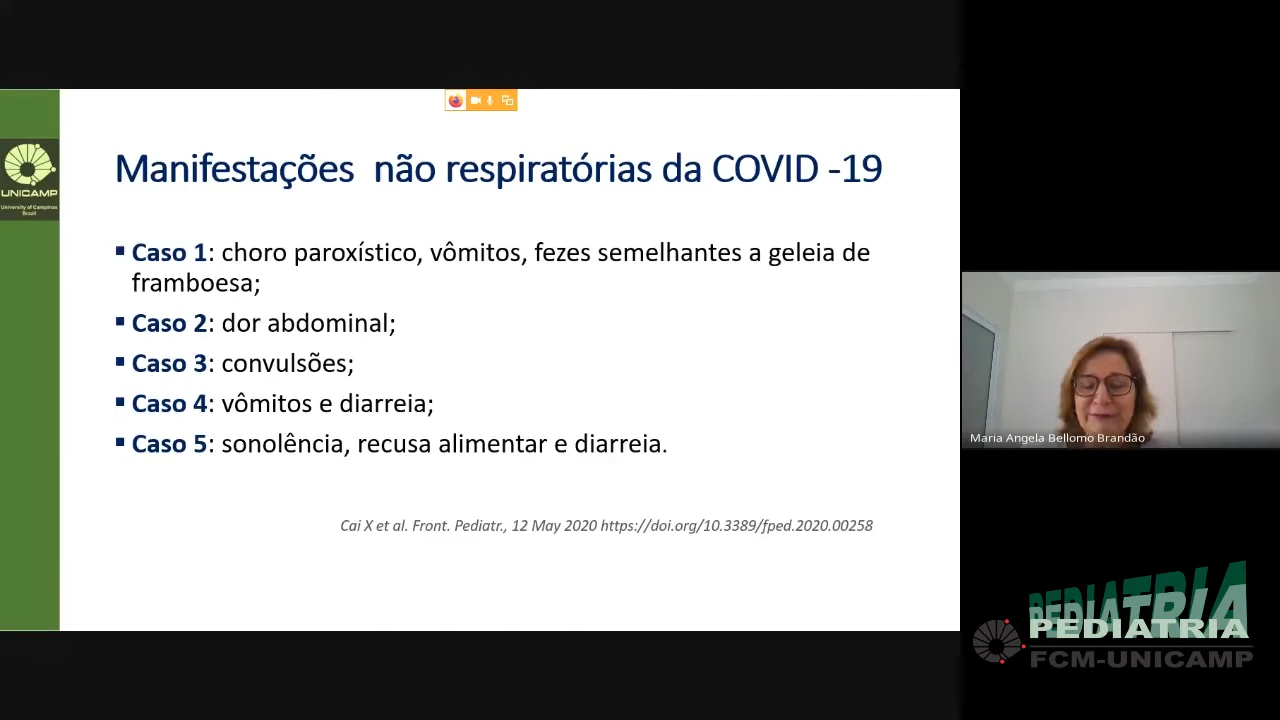 Manifestações não respiratórias da COVID -19
UNICAMP
University of Campinas
Brazil
▪ Caso 1: choro paroxístico, vômitos, fezes semelhantes a geleia de
framboesa;
▪ Caso 2: dor abdominal;
▪ Caso 3: convulsões;
▪ Caso 4: vômitos e diarreia;
▪ Caso 5: sonolência, recusa alimentar e diarreia.
Cai X et al. Front. Pediatr., 12 May 2020 https://doi.org/10.3389/fped.2020.00258
Maria Angela Bellomo Brandão
PEDIATRIA
PEDIATRIA
FCM-UNICAMP